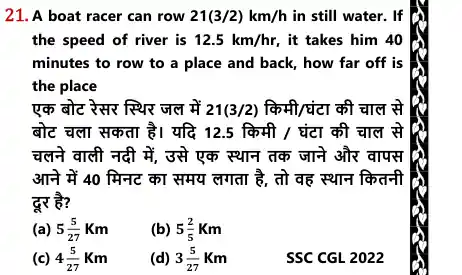 21. A boat racer can row 21(3/2) km/h in still water. If
the speed of river is 12.5 km/hr, it takes him 40
minutes to row to a place and back, how far off is
the place
एक बोट रेसर स्थिर जल में 21(3/2) किमी/घंटा की चाल से
बोट चला सकता है। यदि 12.5 किमी / घंटा की चाल से
चलने वाली नदी में, उसे एक स्थान तक जाने और वापस
आने में 40 मिनट का समय लगता है, तो वह स्थान कितनी
दूर है?
(a) 5 5/27 Km (b) 5 2/5 Km
(c) 4 5/27 Km (d) 3 5/27 Km SSC CGL 2022